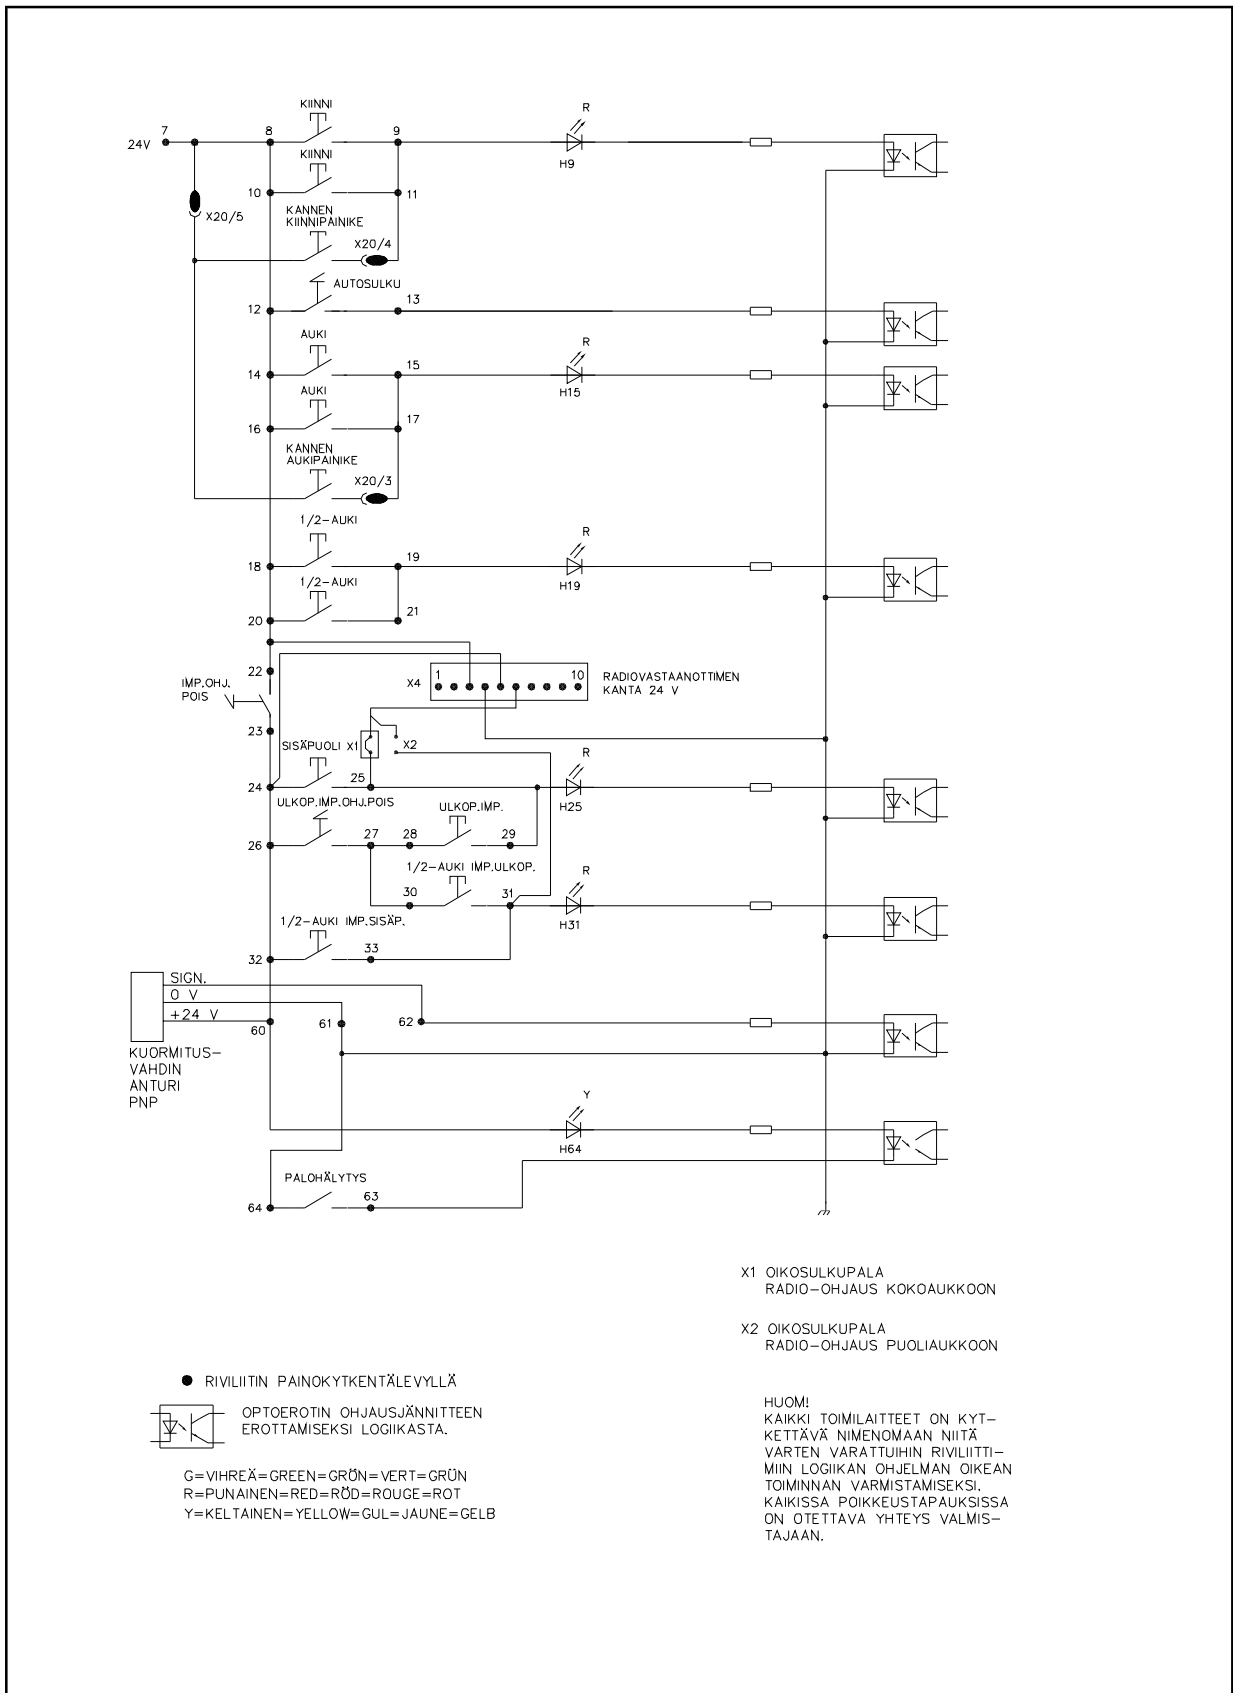 KIINNI
R
7
8
9
24V
H9
KIINNI
10
11
X20/5
KANNEN
KIINNIPAINIKE
X20/4
AUTOSULKU
12
13
AUKI
R
14
15
H15
AUKI
16
17
KANNEN
AUKIPAINIKE
X20/3
1/2-AUKI
R
18
19
H19
1/2-AUKI
20
21
22
X4
1
10
RADIOVASTAANOTTIMEN
KANTA 24 V
IMP.OHJ.
POIS
23
SISÄPUOLI X1
X2
R
24
25
H25
ULKOP.IMP.OHJ.POIS
ULKOP.IMP.
26
27
28
29
1/2-AUKI IMP.ULKOP.
R
30
31
H31
1/2-AUKI IMP.SISÄP.
32
33
SIGN.
0 V
+24 V
60
61
62
KUORMITUS-
VAHDIN
ANTURI
PNP
Y
H64
PALOHÄLYTYS
64
63
X1 OIKOSULKUPALA
RADIO-OHJAUS KOKOAUKKOON
X2 OIKOSULKUPALA
RADIO-OHJAUS PUOLIAUKKOON
RIVILIITIN PAINOKYTKENTÄLEVYLLÄ
OPTOEROTIN OHJAUSJÄNNITTEEN
EROTTAMISEKSI LOGIIKASTA.
G=VIHREÄ=GREEN=GRÖN=VERT=GRÜN
R=PUNAINEN=RED=RÖD=ROUGE=ROT
Y=KELTAINEN=YELLOW=GUL=JAUNE=GELB
HUOM!
KAIKKI TOIMILAITTEET ON KYT-
KETTÄVÄ NIMENOMAAN NIITÄ
VARTEN VARATTUIHIN RIVILIITTI-
MIIN LOGIIKAN OHJELMAN OIKEAN
TOIMINNAN VARMISTAMISEKSI.
KAIKISSA POIKKEUSTAPAUKSISSA
ON OTETTAVA YHTEYS VALMIS-
TAJAAN.